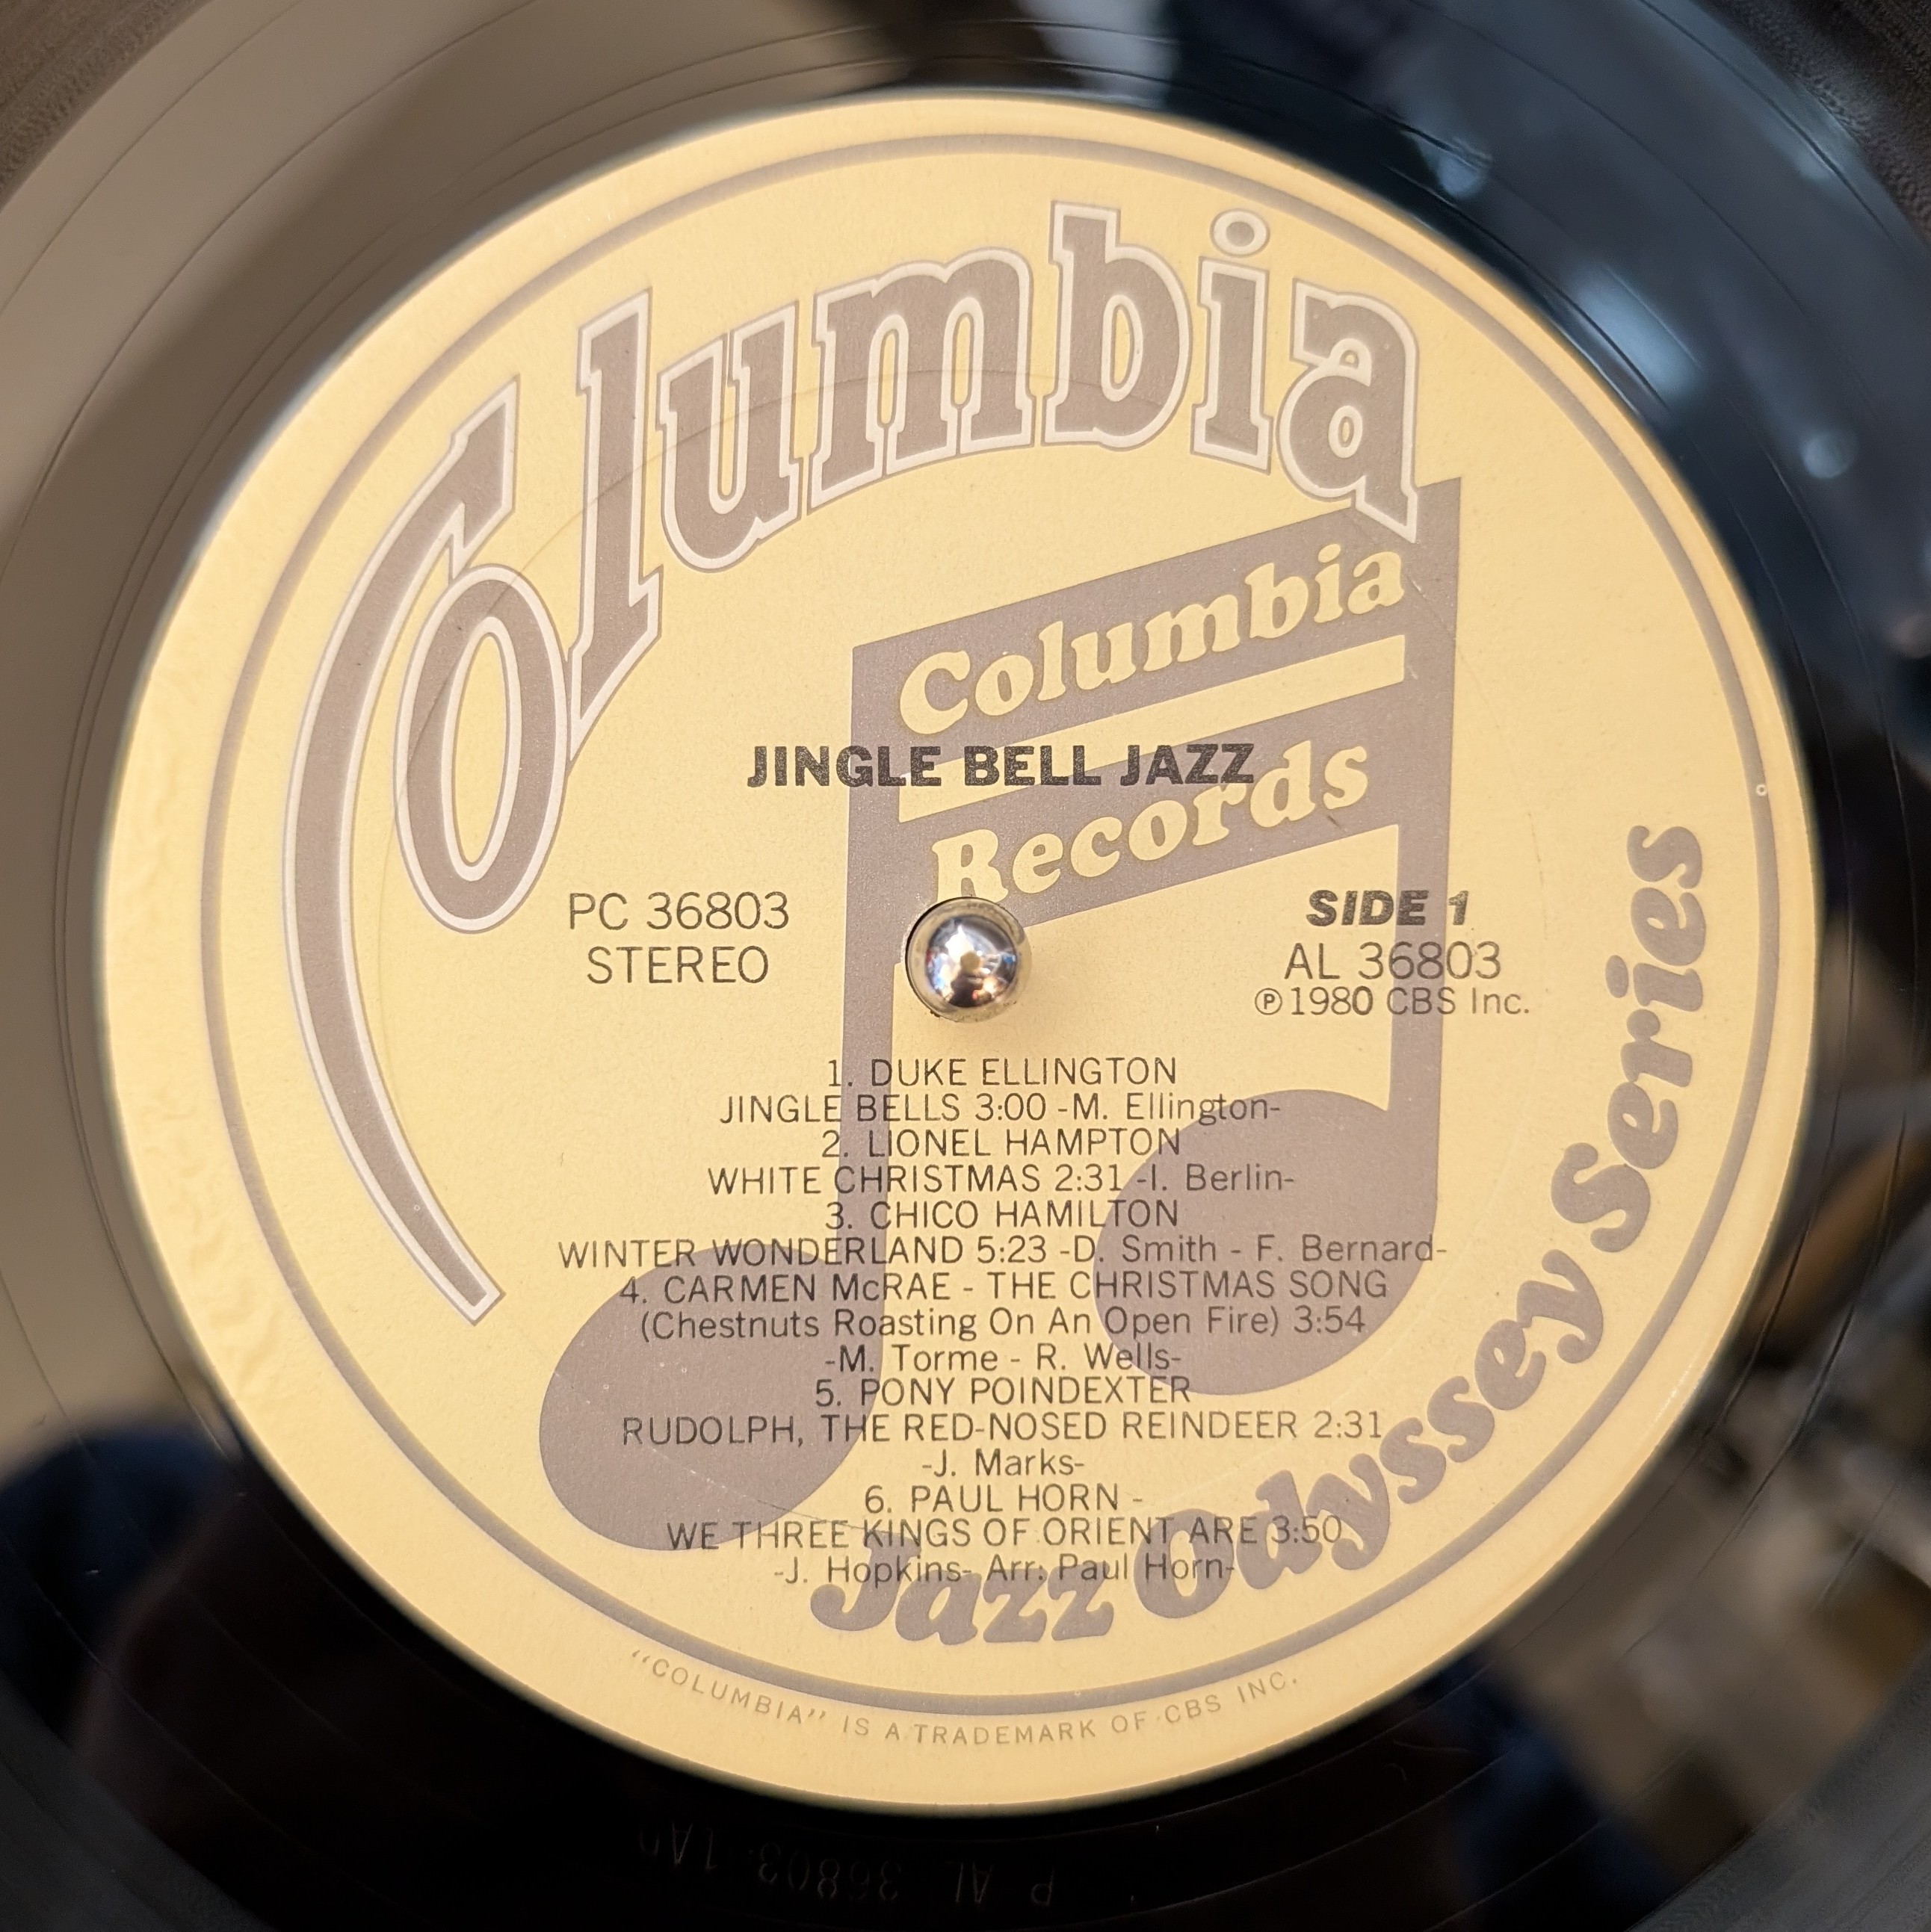 Columbia
Columbia
Records
JINGLE BELL JAZZ
PC 36803
STEREO
SIDE 1
AL 36803
Ⓟ1980 CBS Inc.
1. DUKE ELLINGTON
JINGLE BELLS 3:00 -M. Ellington-
2. LIONEL HAMPTON
WHITE CHRISTMAS 2:31 -I. Berlin-
3. CHICO HAMILTON
WINTER WONDERLAND 5:23 -D. Smith - F. Bernard-
4. CARMEN McRAE - THE CHRISTMAS SONG
(Chestnuts Roasting On An Open Fire) 3:54
-M. Torme - R. Wells-
5. PONY POINDEXTER
RUDOLPH, THE RED-NOSED REINDEER 2:31
-J. Marks-
6. PAUL HORN -
WE THREE KINGS OF ORIENT ARE 3:50
-J. Hopkins- Arr: Paul Horn-
Jazz Odyssey Series
"COLUMBIA" IS A TRADEMARK OF CBS INC.
P AL 36803